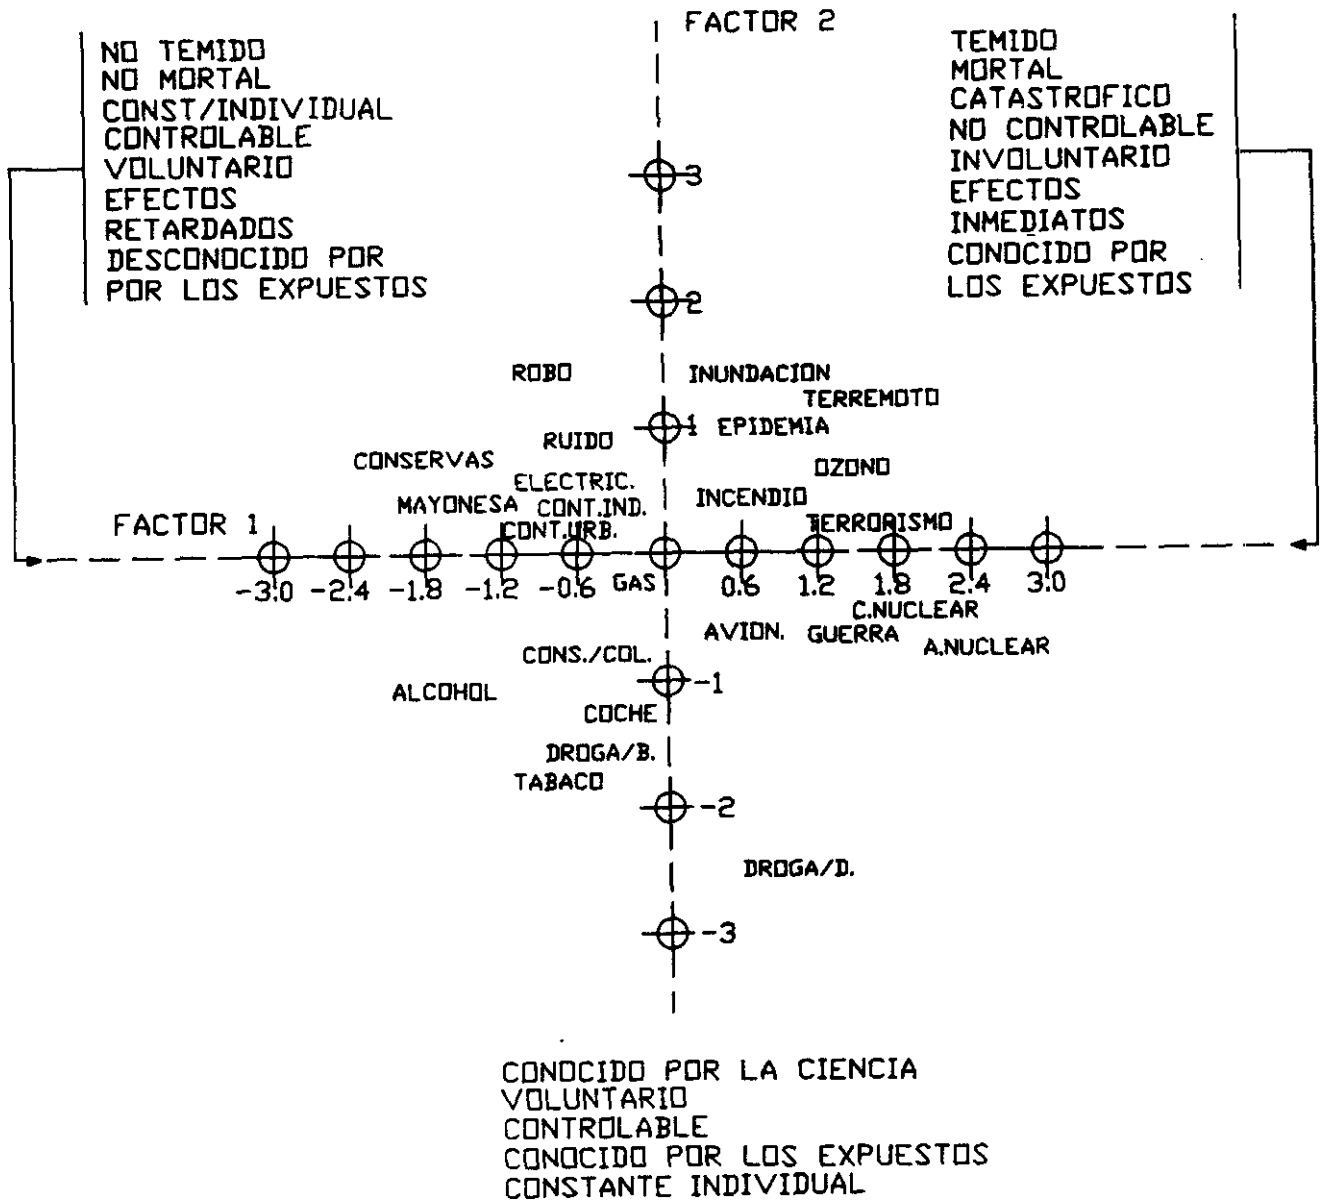 FACTOR 2
NO TEMIDO
NO MORTAL
CONST/INDIVIDUAL
CONTROLABLE
VOLUNTARIO
EFECTOS
RETARDADOS
DESCONOCIDO POR
POR LOS EXPUESTOS
TEMIDO
MORTAL
CATASTROFICO
NO CONTROLABLE
INVOLUNTARIO
EFECTOS
INMEDIATOS
CONOCIDO POR
LOS EXPUESTOS
3
2
ROBO
INUNDACION
TERREMOTO
1
EPIDEMIA
RUIDO
CONSERVAS
OZONO
ELECTRIC.
MAYONESA
CONT.IND.
INCENDIO
FACTOR 1
CONT.URB.
TERRORISMO
-3.0 -2.4 -1.8 -1.2 -0.6 GAS 0.6 1.2 1.8 2.4 3.0
C.NUCLEAR
AVION. GUERRA A.NUCLEAR
CONS./COL.
-1
ALCOHOL
COCHE
DROGA/B.
TABACO
-2
DROGA/D.
-3
CONOCIDO POR LA CIENCIA
VOLUNTARIO
CONTROLABLE
CONOCIDO POR LOS EXPUESTOS
CONSTANTE INDIVIDUAL